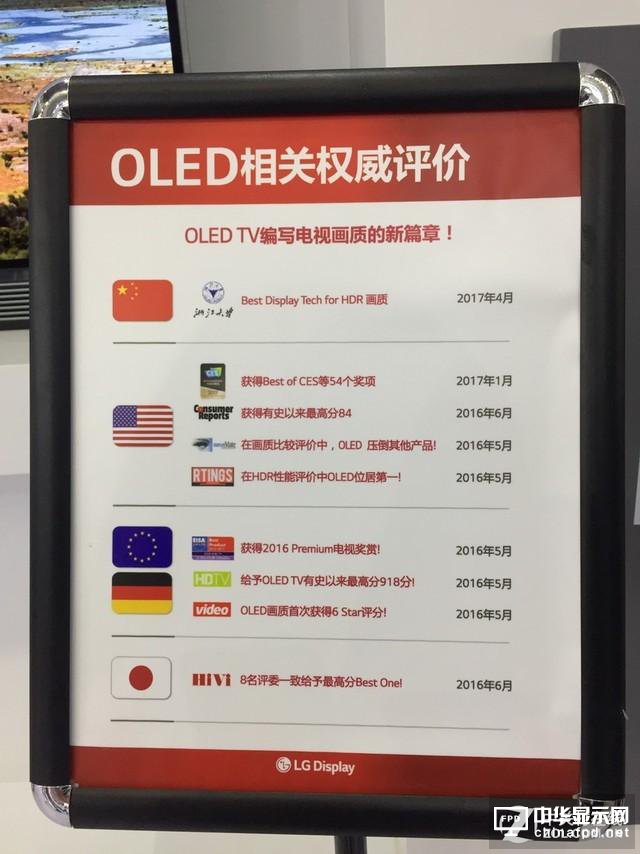 OLED相关权威评价
OLED TV编写电视画质的新篇章！
浙江大学 Best Display Tech for HDR 画质 2017年4月
获得Best of CES等54个奖项 2017年1月
Consumer Reports 获得有史以来最高分84 2016年6月
在画质比较评价中，OLED 压倒其他产品! 2016年5月
RTINGS 在HDR性能评价中OLED位居第一! 2016年5月
EISA 获得2016 Premium电视奖赏! 2016年5月
HDTV 给予OLED TV有史以来最高分918分! 2016年5月
video OLED画质首次获得6 Star评分! 2016年5月
HiVi 8名评委一致给予最高分Best One! 2016年6月
LG Display
FPD 中华显示网
chinafpd.net